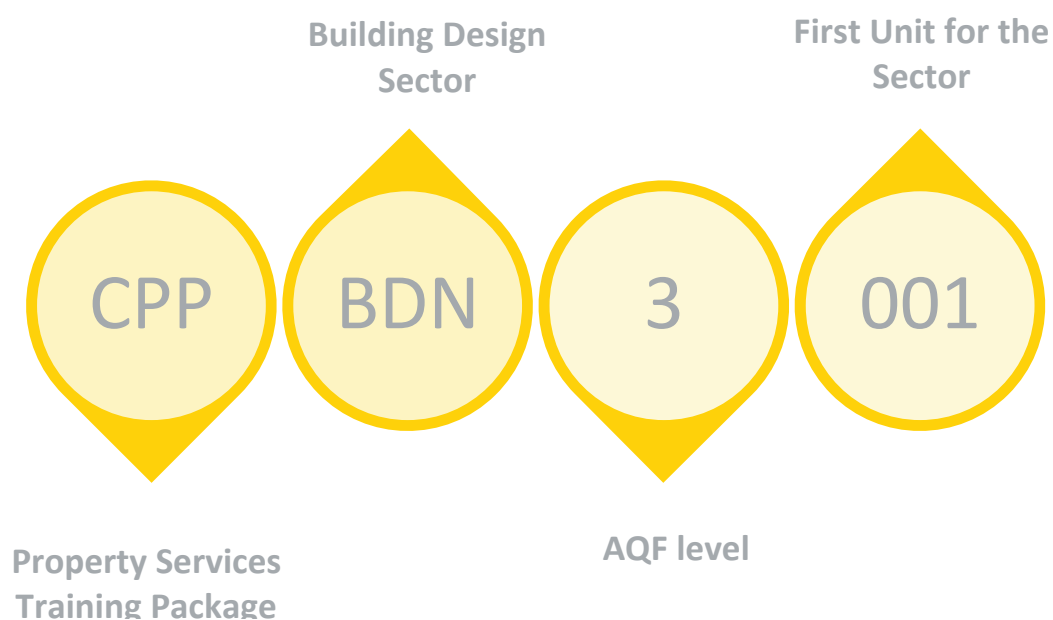 Building Design
Sector
First Unit for the
Sector
CPP
BDN
3
001
Property Services
Training Package
AQF level